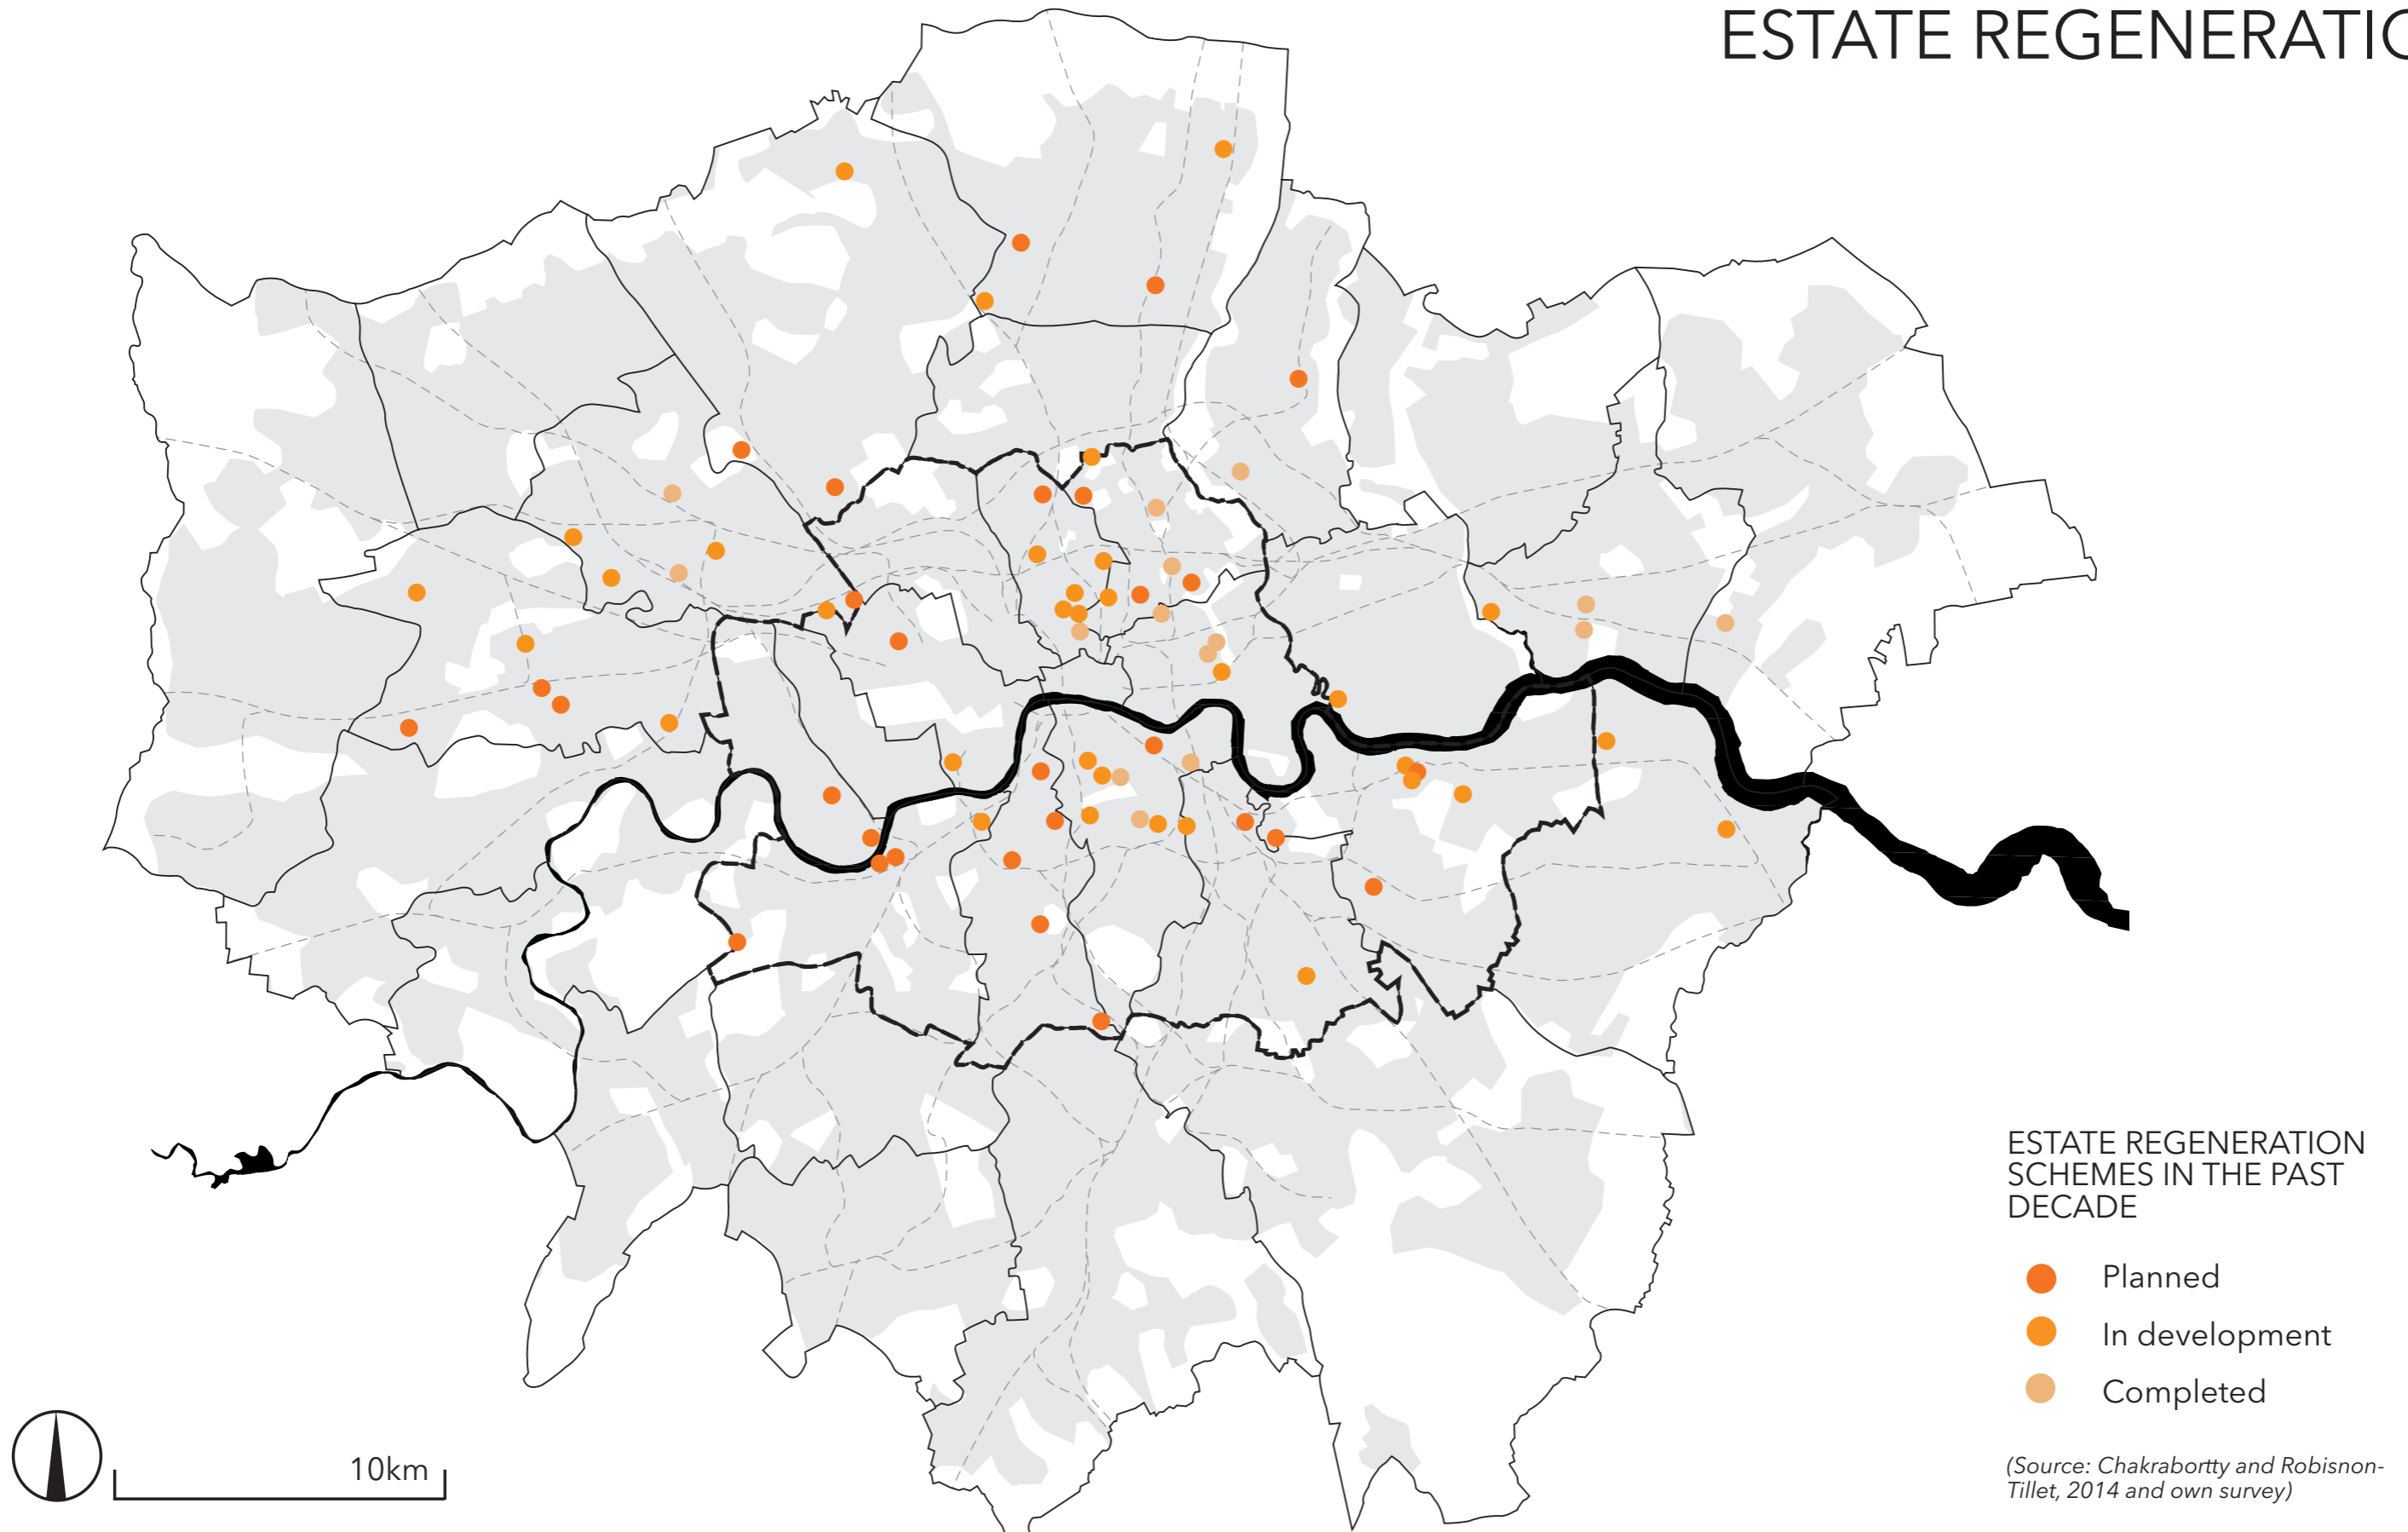 ESTATE REGENERATIO
ESTATE REGENERATION
SCHEMES IN THE PAST
DECADE
Planned
In development
Completed
(Source: Chakrabortty and Robisnon-
Tillet, 2014 and own survey)
10km